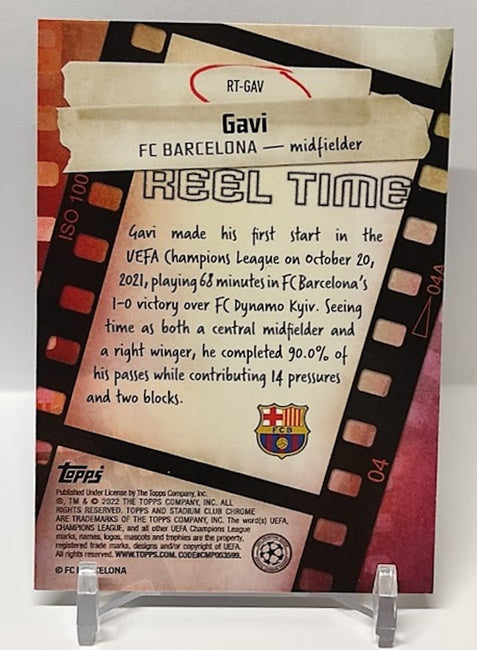 RT-GAV
Gavi
FC BARCELONA — midfielder
REEL TIME
ISO 100
Gavi made his first start in the
UEFA Champions League on October 20,
2021, playing 68 minutes in FC Barcelona's
1-0 victory over FC Dynamo Kyiv. Seeing
time as both a central midfielder and
a right winger, he completed 90.0% of
his passes while contributing 14 pressures
and two blocks.
04A
FCB
04
topps
Published Under License by The Topps Company, Inc.
®, TM & © 2022 THE TOPPS COMPANY, INC. ALL
RIGHTS RESERVED. TOPPS AND STADIUM CLUB CHROME
ARE TRADEMARKS OF THE TOPPS COMPANY, INC. The word(s) UEFA,
CHAMPIONS LEAGUE, and all other UEFA Champions League
marks, names, logos, mascots and trophies are the property,
registered trade marks, designs and/or copyright of UEFA.
All rights reserved. WWW.TOPPS.COM. CODE#CMP053599.
© FC BARCELONA